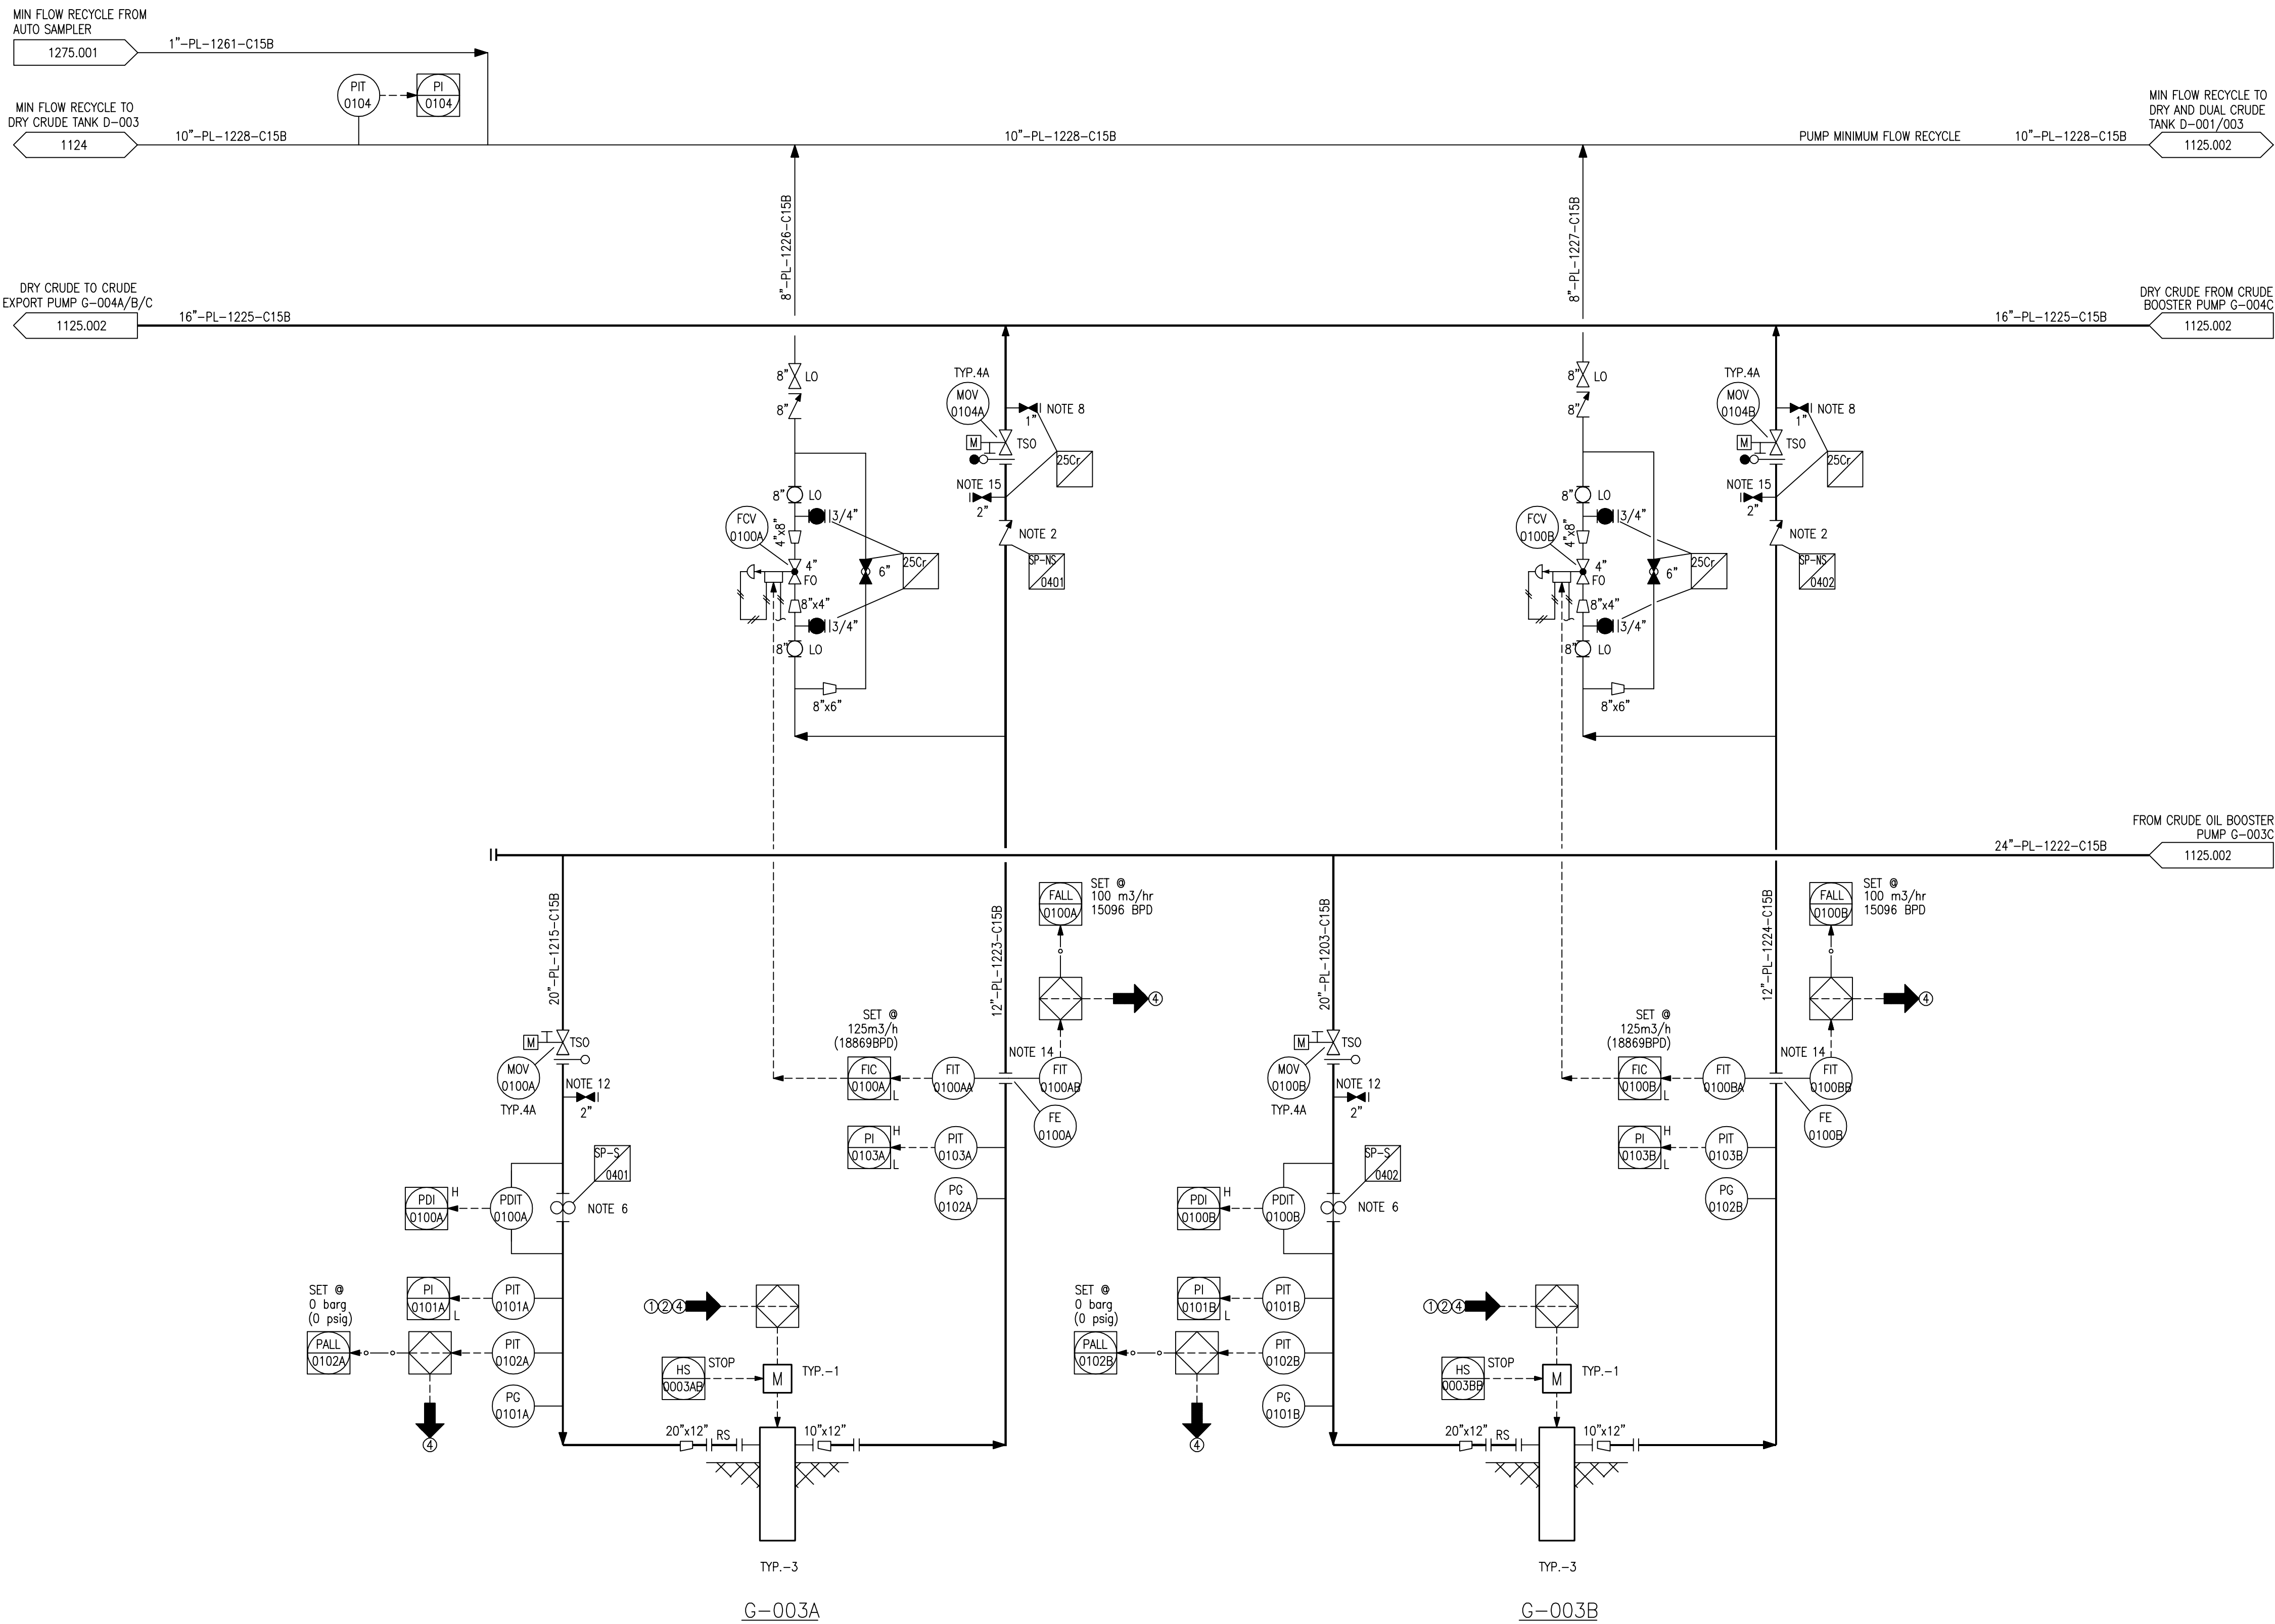 MIN FLOW RECYCLE FROM
AUTO SAMPLER
1275.001
1"-PL-1261-C15B
PIT
0104
PI
0104
MIN FLOW RECYCLE TO
DRY CRUDE TANK D-003
1124
10"-PL-1228-C15B
10"-PL-1228-C15B
PUMP MINIMUM FLOW RECYCLE
10"-PL-1228-C15B
MIN FLOW RECYCLE TO
DRY AND DUAL CRUDE
TANK D-001/003
1125.002
8"-PL-1226-C15B
8"-PL-1227-C15B
DRY CRUDE TO CRUDE
EXPORT PUMP G-004A/B/C
1125.002
16"-PL-1225-C15B
16"-PL-1225-C15B
DRY CRUDE FROM CRUDE
BOOSTER PUMP G-004C
1125.002
8" LO
8"
TYP.4A
MOV
0104A
NOTE 8
1"
M
TSO
25Cr
NOTE 15
2"
8" LO
3/4"
FCV
0100A
4"x8"
4"
FO
6"
25Cr
NOTE 2
SP-NS
0401
8"x4"
3/4"
8" LO
8"x6"
8" LO
8"
TYP.4A
MOV
0104B
NOTE 8
1"
M
TSO
25Cr
NOTE 15
2"
8" LO
3/4"
FCV
0100B
4"x8"
4"
FO
6"
25Cr
NOTE 2
SP-NS
0402
8"x4"
3/4"
8" LO
8"x6"
FROM CRUDE OIL BOOSTER
PUMP G-003C
24"-PL-1222-C15B
1125.002
20"-PL-1215-C15B
12"-PL-1223-C15B
FALL
0100A
SET @
100 m3/hr
15096 BPD
4
SET @
125m3/h
(18869BPD)
NOTE 14
FIC
0100A
L
FIT
0100AA
FIT
0100AB
FE
0100A
PI
0103A
H
L
PIT
0103A
PG
0102A
M
TSO
MOV
0100A
TYP.4A
NOTE 12
2"
SP-S
0401
PDI
0100A
H
PDIT
0100A
NOTE 6
SET @
0 barg
(0 psig)
PI
0101A
L
PIT
0101A
PALL
0102A
PIT
0102A
PG
0101A
4
1 2 4
HS
0003AB
STOP
M
TYP.-1
20"x12"
RS
10"x12"
TYP.-3
G-003A
20"-PL-1203-C15B
12"-PL-1224-C15B
FALL
0100B
SET @
100 m3/hr
15096 BPD
4
SET @
125m3/h
(18869BPD)
NOTE 14
FIC
0100B
L
FIT
0100BA
FIT
0100BB
FE
0100B
PI
0103B
H
L
PIT
0103B
PG
0102B
M
TSO
MOV
0100B
TYP.4A
NOTE 12
2"
SP-S
0402
PDI
0100B
H
PDIT
0100B
NOTE 6
SET @
0 barg
(0 psig)
PI
0101B
L
PIT
0101B
PALL
0102B
PIT
0102B
PG
0101B
4
1 2 4
HS
0003BB
STOP
M
TYP.-1
20"x12"
RS
10"x12"
TYP.-3
G-003B